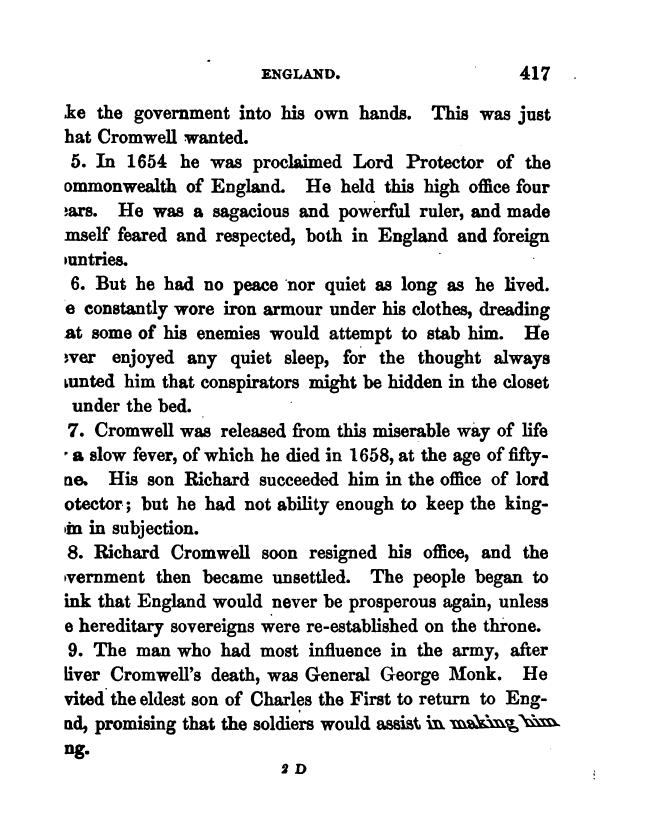 ENGLAND. 417
ke the government into his own hands. This was just
hat Cromwell wanted.
5. In 1654 he was proclaimed Lord Protector of the
ommonwealth of England. He held this high office four
ars. He was a sagacious and powerful ruler, and made
mself feared and respected, both in England and foreign
untries.
6. But he had no peace nor quiet as long as he lived.
e constantly wore iron armour under his clothes, dreading
at some of his enemies would attempt to stab him. He
ver enjoyed any quiet sleep, for the thought always
unted him that conspirators might be hidden in the closet
under the bed.
7. Cromwell was released from this miserable way of life
a slow fever, of which he died in 1658, at the age of fifty-
ne. His son Richard succeeded him in the office of lord
otector; but he had not ability enough to keep the king-
m in subjection.
8. Richard Cromwell soon resigned his office, and the
vernment then became unsettled. The people began to
ink that England would never be prosperous again, unless
e hereditary sovereigns were re-established on the throne.
9. The man who had most influence in the army, after
liver Cromwell's death, was General George Monk. He
vited the eldest son of Charles the First to return to Eng-
nd, promising that the soldiers would assist in making him
ng.
2 D